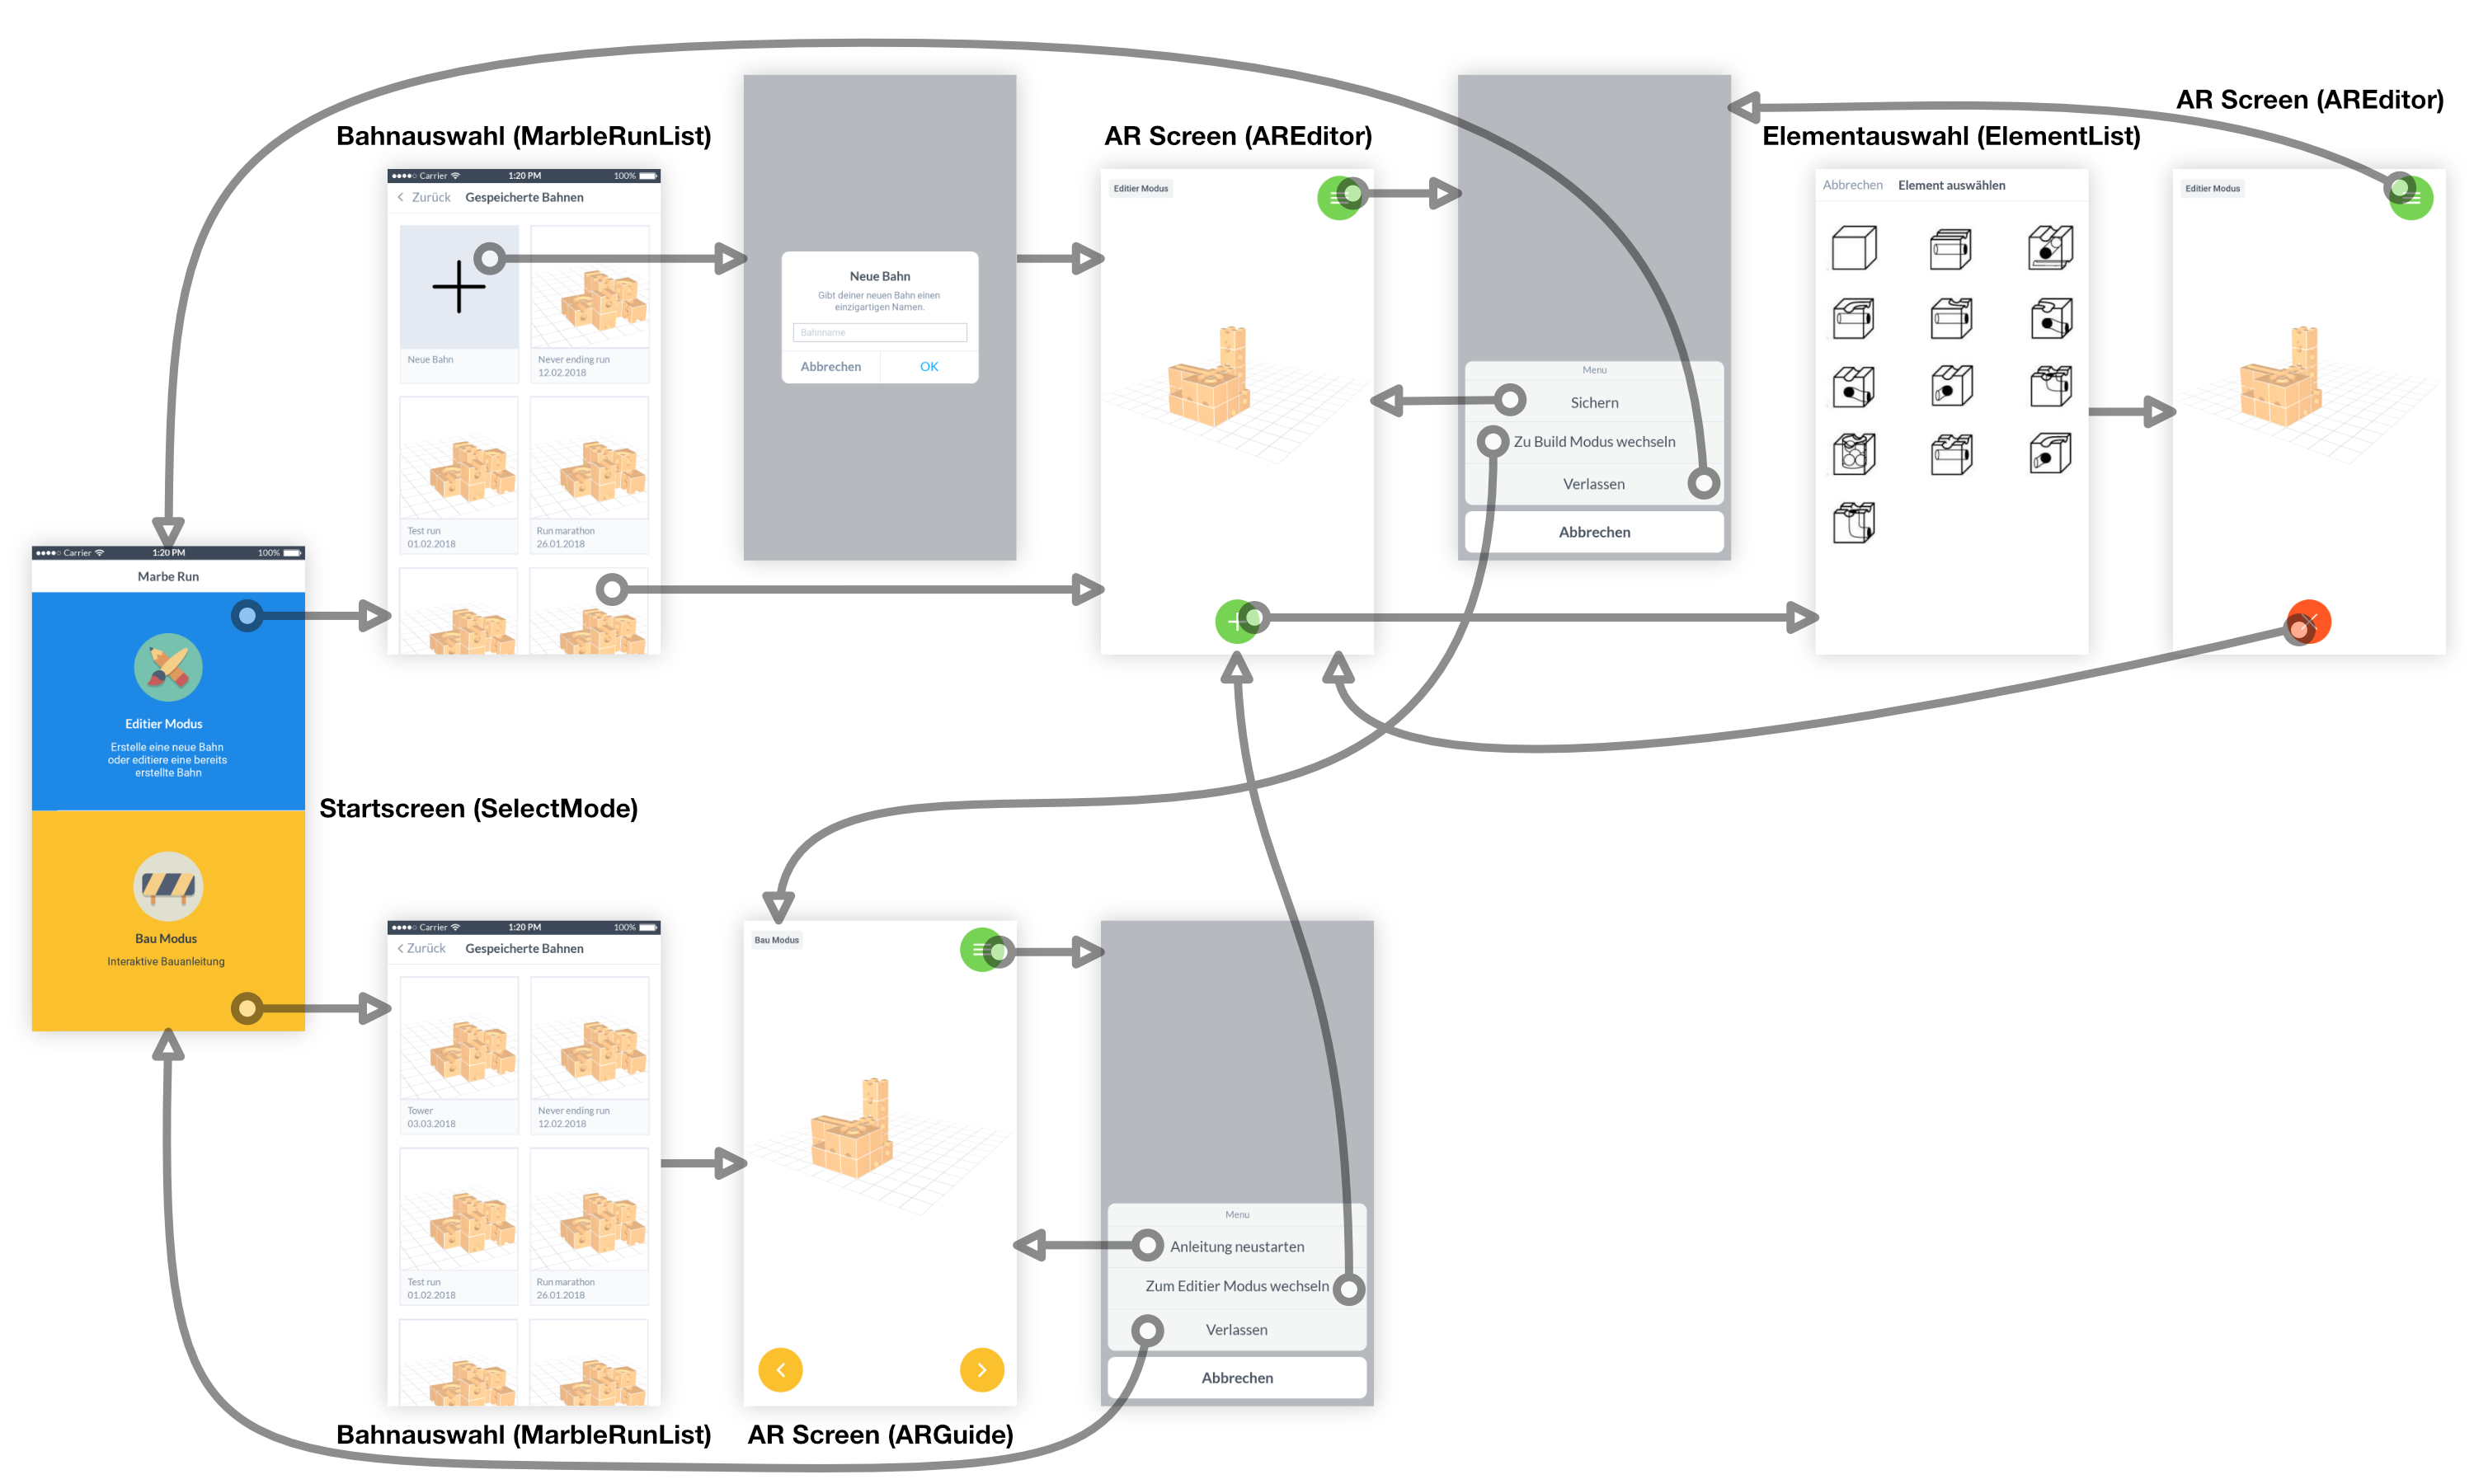 Bahnauswahl (MarbleRunList)
●●●●○ Carrier 1:20 PM 100%
< Zurück Gespeicherte Bahnen
Neue Bahn
Never ending run
12.02.2018
Test run
01.02.2018
Run marathon
26.01.2018
Neue Bahn
Gibt deiner neuen Bahn einen
einzigartigen Namen.
Bahnname
Abbrechen OK
AR Screen (AREditor)
Editier Modus
Menu
Sichern
Zu Build Modus wechseln
Verlassen
Abbrechen
Elementauswahl (ElementList)
Abbrechen Element auswählen
AR Screen (AREditor)
Editier Modus
●●●●○ Carrier 1:20 PM 100%
Marbe Run
Editier Modus
Erstelle eine neue Bahn
oder editiere eine bereits
erstellte Bahn
Bau Modus
Interaktive Bauanleitung
Startscreen (SelectMode)
●●●●○ Carrier 1:20 PM 100%
< Zurück Gespeicherte Bahnen
Tower
03.03.2018
Never ending run
12.02.2018
Test run
01.02.2018
Run marathon
26.01.2018
Bahnauswahl (MarbleRunList)
Bau Modus
AR Screen (ARGuide)
Menu
Anleitung neustarten
Zum Editier Modus wechseln
Verlassen
Abbrechen